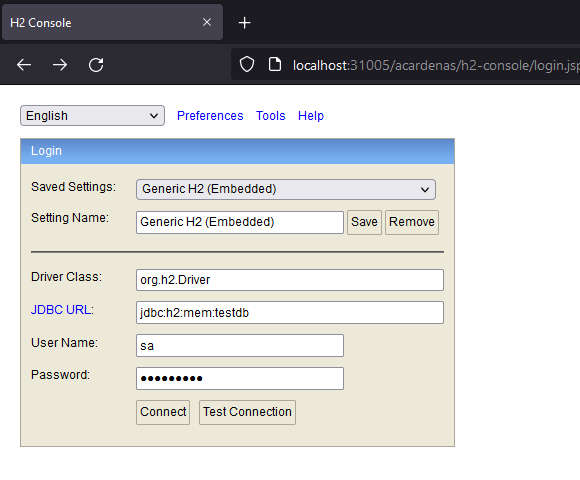 H2 Console
localhost:31005/acardenas/h2-console/login.jsp
English Preferences Tools Help
Login
Saved Settings: Generic H2 (Embedded)
Setting Name: Generic H2 (Embedded) Save Remove
Driver Class: org.h2.Driver
JDBC URL: jdbc:h2:mem:testdb
User Name: sa
Password: ●●●●●●●●●
Connect Test Connection